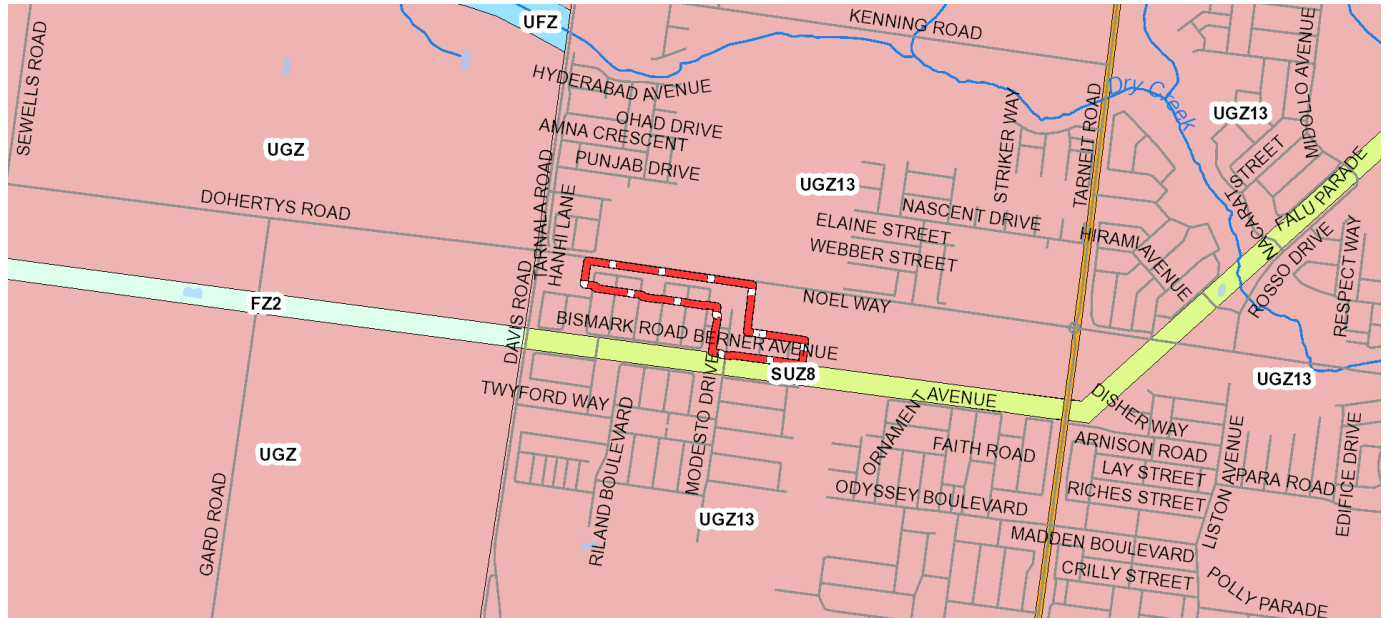 KENNING ROAD
UFZ
SEWELLS ROAD
HYDERABAD AVENUE
Dry Creek
MIDOLLO AVENUE
OHAD DRIVE
UGZ13
AMNA CRESCENT
STRIKER WAY
TARNEIT ROAD
UGZ
PUNJAB DRIVE
UGZ13
NACARAT STREET
FALU PARADE
DOHERTYS ROAD
TARNALA ROAD
HANHI LANE
NASCENT DRIVE
ELAINE STREET
WEBBER STREET
HIRAMI AVENUE
ROSSO DRIVE
RESPECT WAY
FZ2
DAVIS ROAD
NOEL WAY
BISMARK ROAD
BERNER AVENUE
SUZ8
UGZ13
TWYFORD WAY
AVENUE
DISHER WAY
ORNAMENT
FAITH ROAD
ARNISON ROAD
LAY STREET
PARA ROAD
RICHES STREET
UGZ
GARD ROAD
RILAND BOULEVARD
MODESTO DRIVE
ODYSSEY BOULEVARD
LISTON AVENUE
EDIFICE DRIVE
UGZ13
MADDEN BOULEVARD
CRILLY STREET
POLLY PARADE